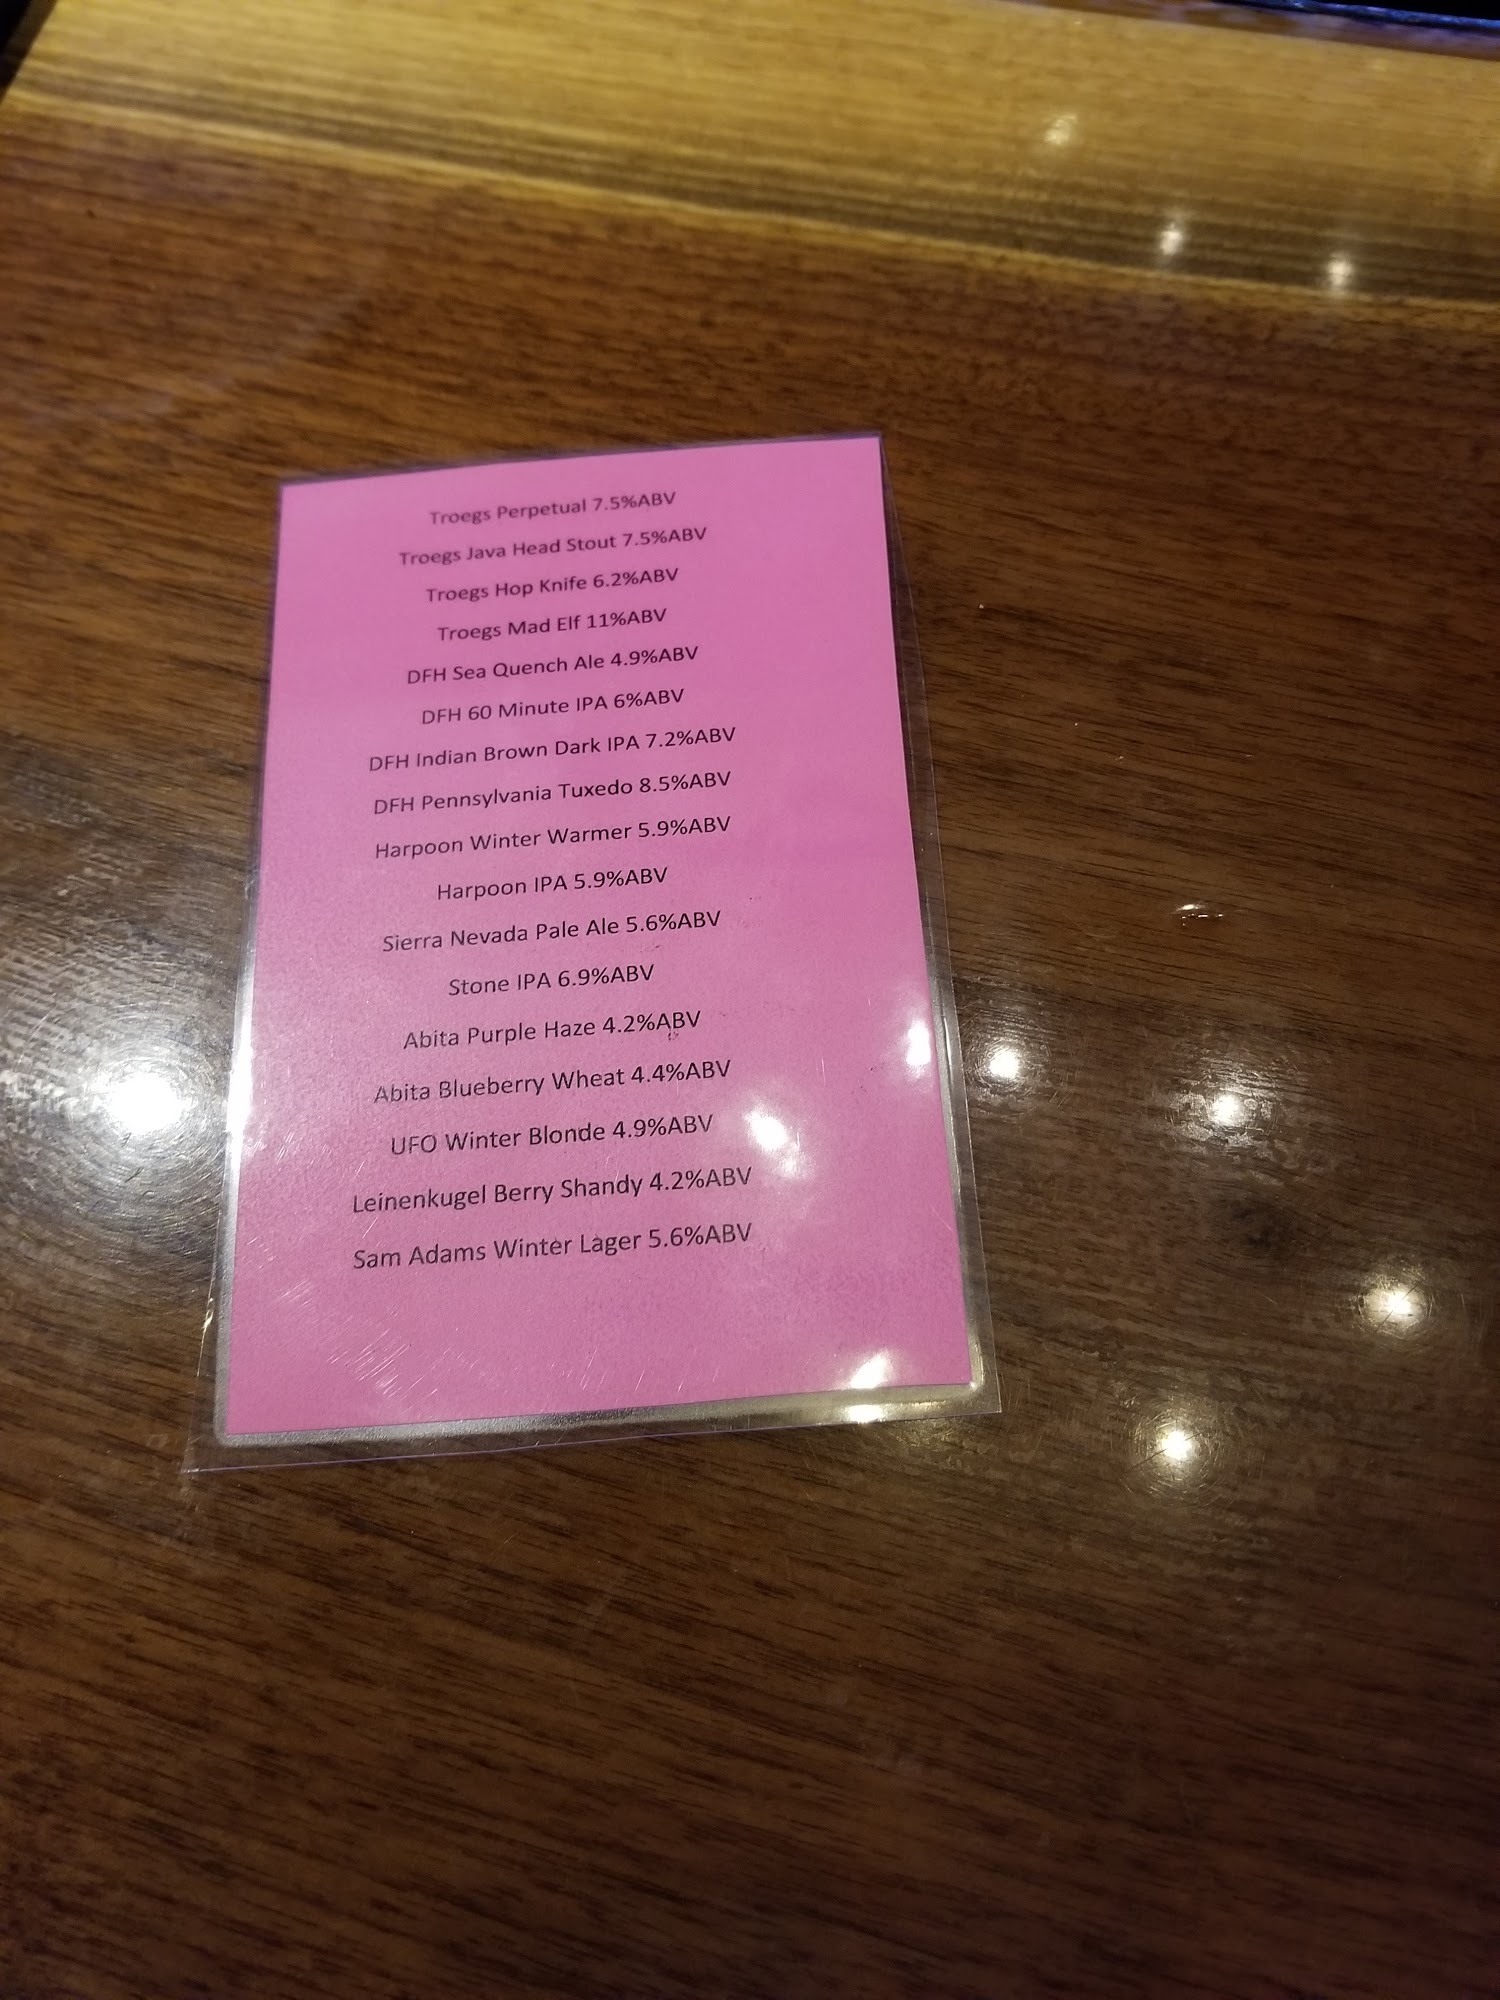 Troegs Perpetual 7.5%ABV
Troegs Java Head Stout 7.5%ABV
Troegs Hop Knife 6.2%ABV
Troegs Mad Elf 11%ABV
DFH Sea Quench Ale 4.9%ABV
DFH 60 Minute IPA 6%ABV
DFH Indian Brown Dark IPA 7.2%ABV
DFH Pennsylvania Tuxedo 8.5%ABV
Harpoon Winter Warmer 5.9%ABV
Harpoon IPA 5.9%ABV
Sierra Nevada Pale Ale 5.6%ABV
Stone IPA 6.9%ABV
Abita Purple Haze 4.2%ABV
Abita Blueberry Wheat 4.4%ABV
UFO Winter Blonde 4.9%ABV
Leinenkugel Berry Shandy 4.2%ABV
Sam Adams Winter Lager 5.6%ABV